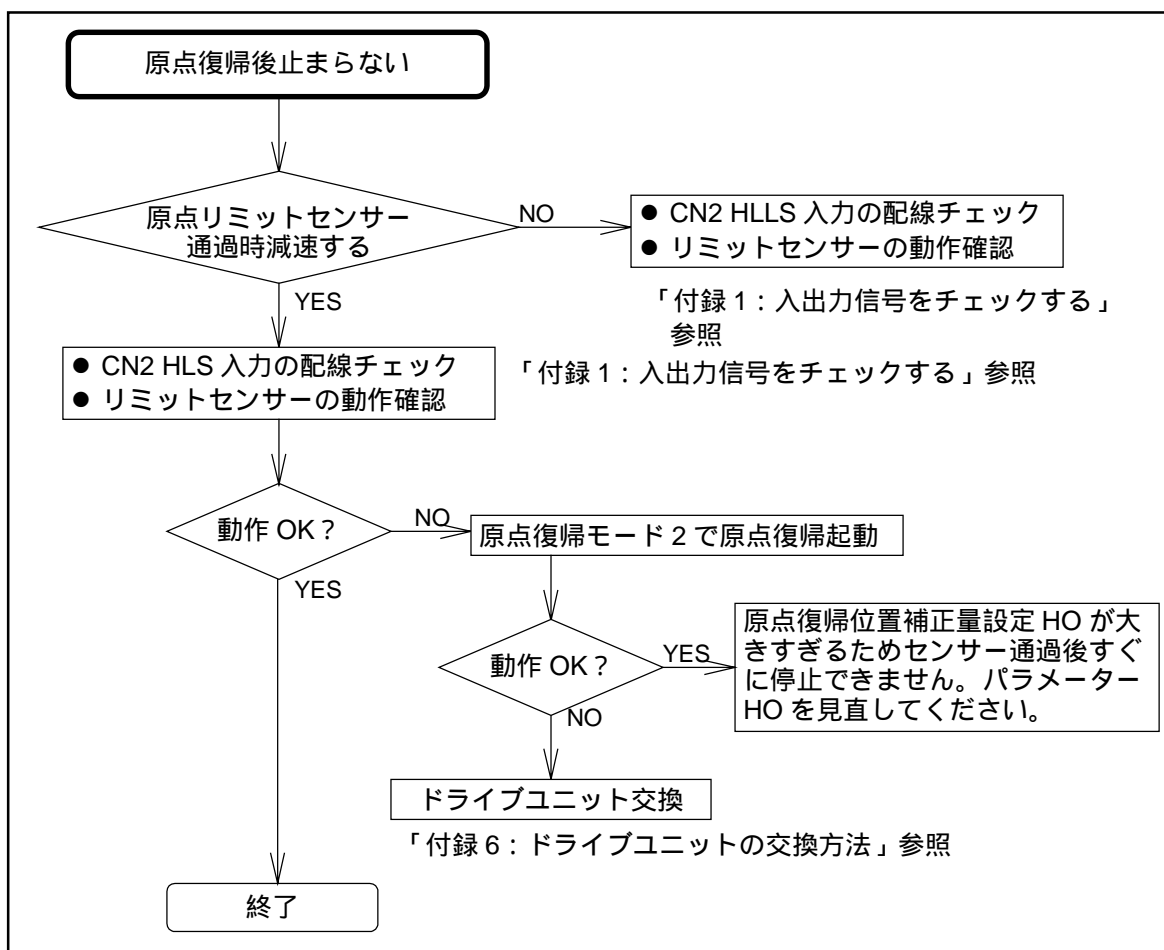 原点復帰後止まらない
原点リミットセンサー
通過時減速する
NO
● CN2 HLLS 入力の配線チェック
● リミットセンサーの動作確認
「付録 1：入出力信号をチェックする」
参照
YES
● CN2 HLS 入力の配線チェック
● リミットセンサーの動作確認
「付録 1：入出力信号をチェックする」参照
動作 OK？
NO
原点復帰モード 2 で原点復帰起動
YES
動作 OK？
YES
原点復帰位置補正量設定 HO が大
きすぎるためセンサー通過後すぐ
に停止できません。パラメーター
HO を見直してください。
NO
ドライブユニット交換
「付録 6：ドライブユニットの交換方法」参照
終了